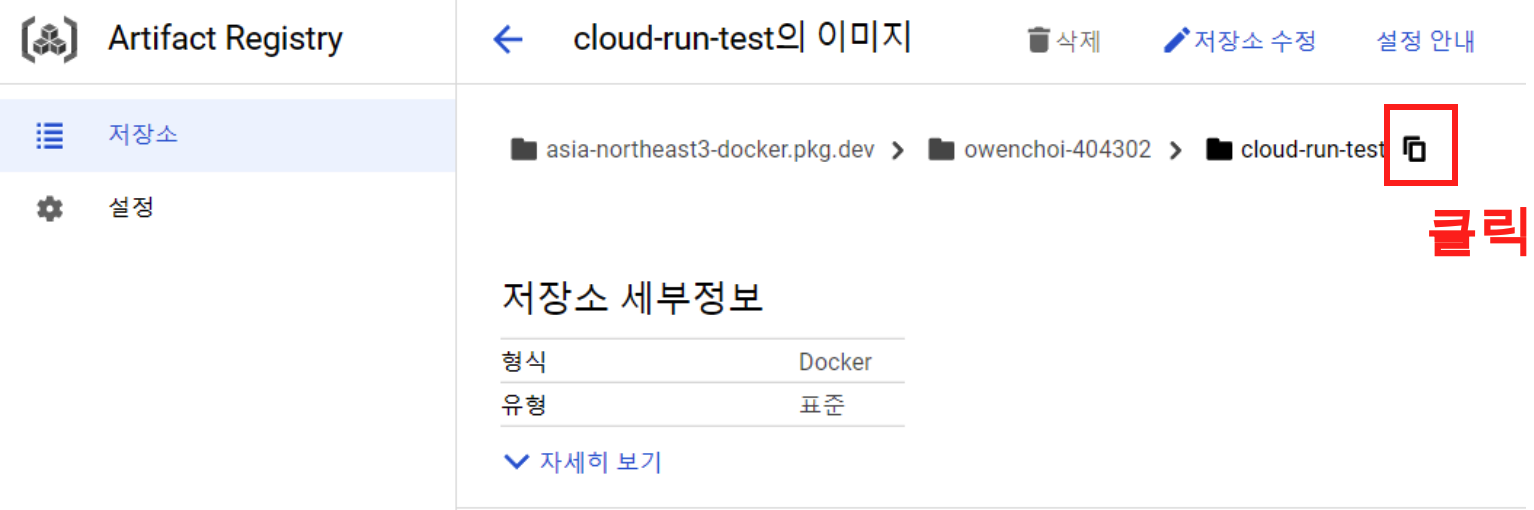 Artifact Registry
cloud-run-test의 이미지
삭제
저장소 수정
설정 안내
저장소
설정
asia-northeast3-docker.pkg.dev > owenchoi-404302 > cloud-run-test
클릭
저장소 세부정보
형식 Docker
유형 표준
자세히 보기